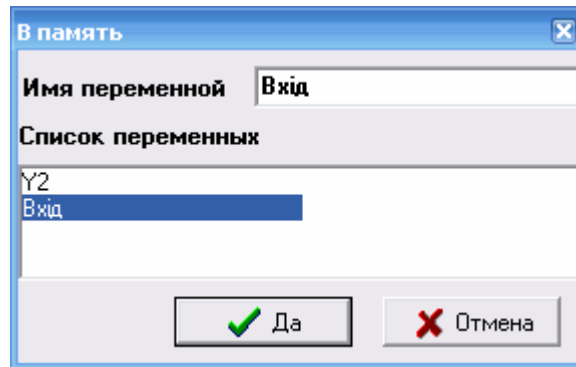 В память
Имя переменной Вхід
Список переменных
Y2
Вхід
Да Отмена